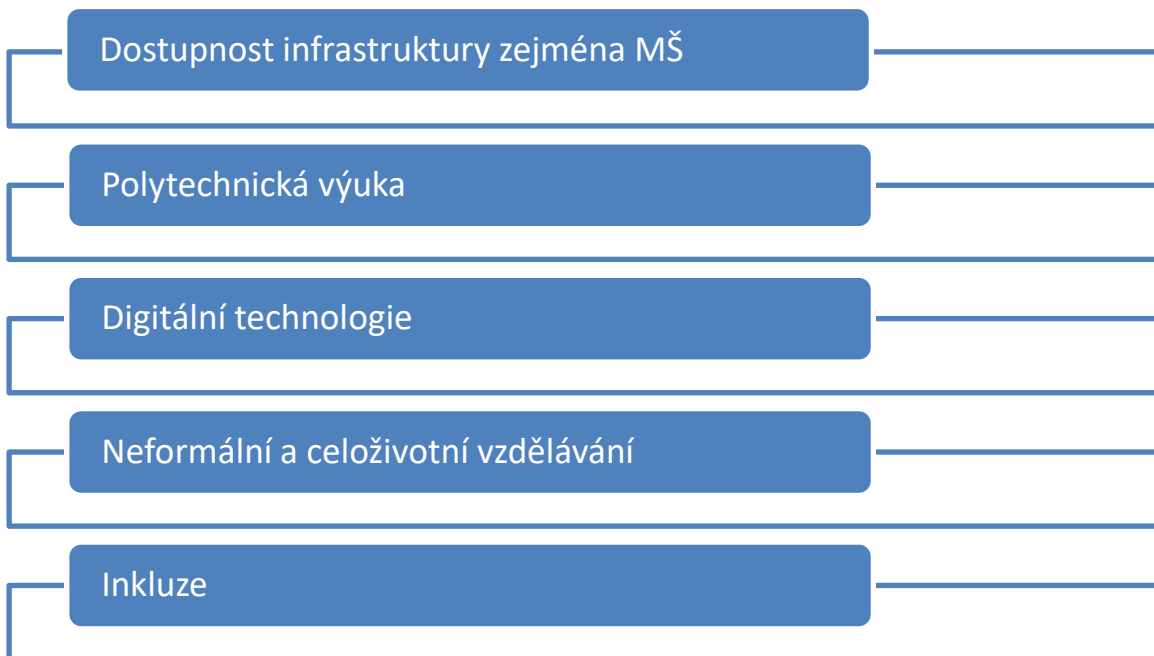 Dostupnost infrastruktury zejména MŠ
Polytechnická výuka
Digitální technologie
Neformální a celoživotní vzdělávání
Inkluze